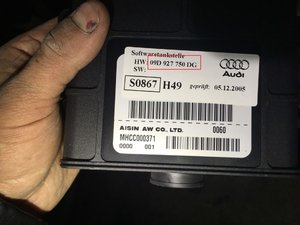 Softwaretankstelle
HW: 09D 927 750 DG
SW:
Audi
S0867 H49 geprüft: 05.12.2005
AISIN AW CO., LTD. 0060
MHCC000371
0000 001